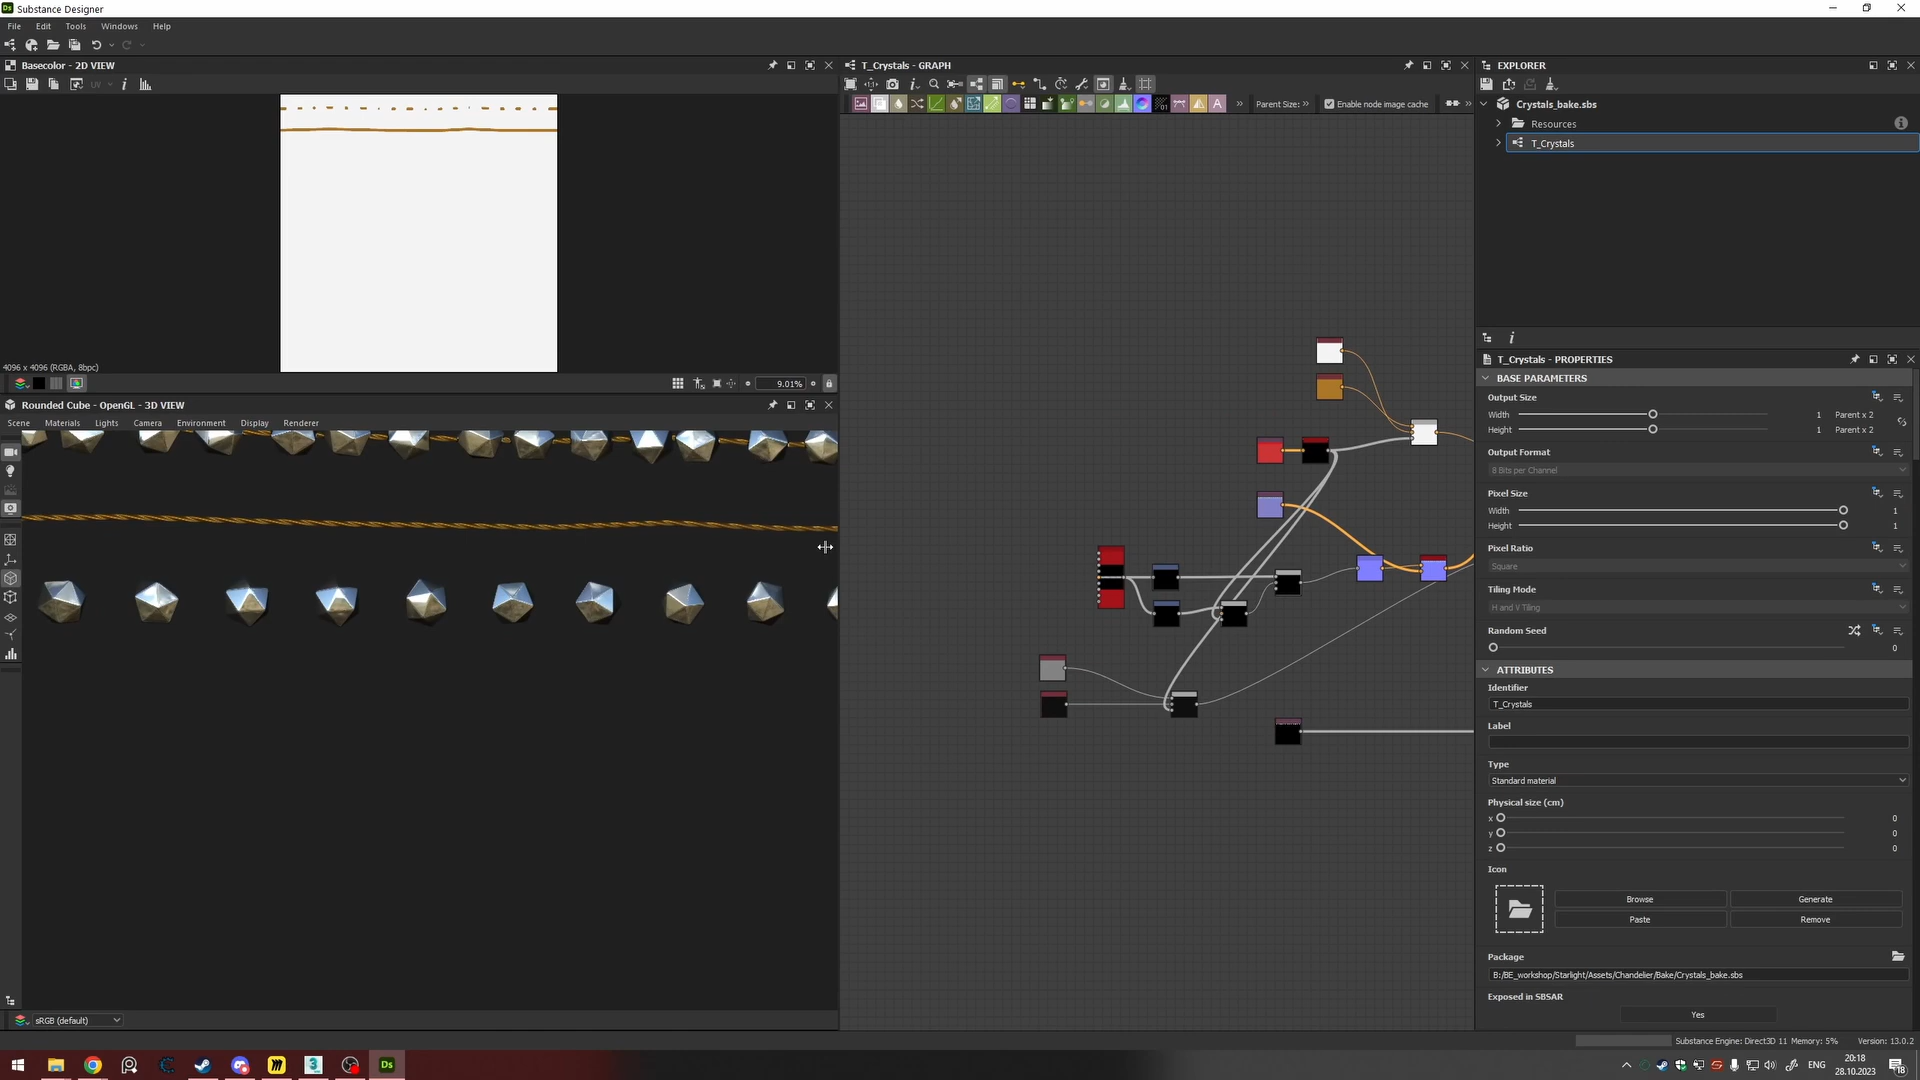 Substance Designer
File Edit Tools Windows Help
Basecolor - 2D VIEW
UV
4096 x 4096 (RGBA, 8bpc)
9.01%
Rounded Cube - OpenGL - 3D VIEW
Scene Materials Lights Camera Environment Display Renderer
sRGB (default)
T_Crystals - GRAPH
Parent Size: Enable node image cache
EXPLORER
Crystals_bake.sbs
Resources
T_Crystals
T_Crystals - PROPERTIES
BASE PARAMETERS
Output Size
Width 1 Parent x 2
Height 1 Parent x 2
Output Format
8 Bits per Channel
Pixel Size
Width 1
Height 1
Pixel Ratio
Square
Tiling Mode
H and V Tiling
Random Seed
0
ATTRIBUTES
Identifier
T_Crystals
Label
Type
Standard material
Physical size (cm)
x 0
y 0
z 0
Icon
Browse Generate
Paste Remove
Package
B:/BE_workshop/Starlight/Assets/Chandelier/Bake/Crystals_bake.sbs
Exposed in SBSAR
Yes
Substance Engine: Direct3D 11 Memory: 5% Version: 13.0.2
Ds
ENG
20:18
28.10.2023
18